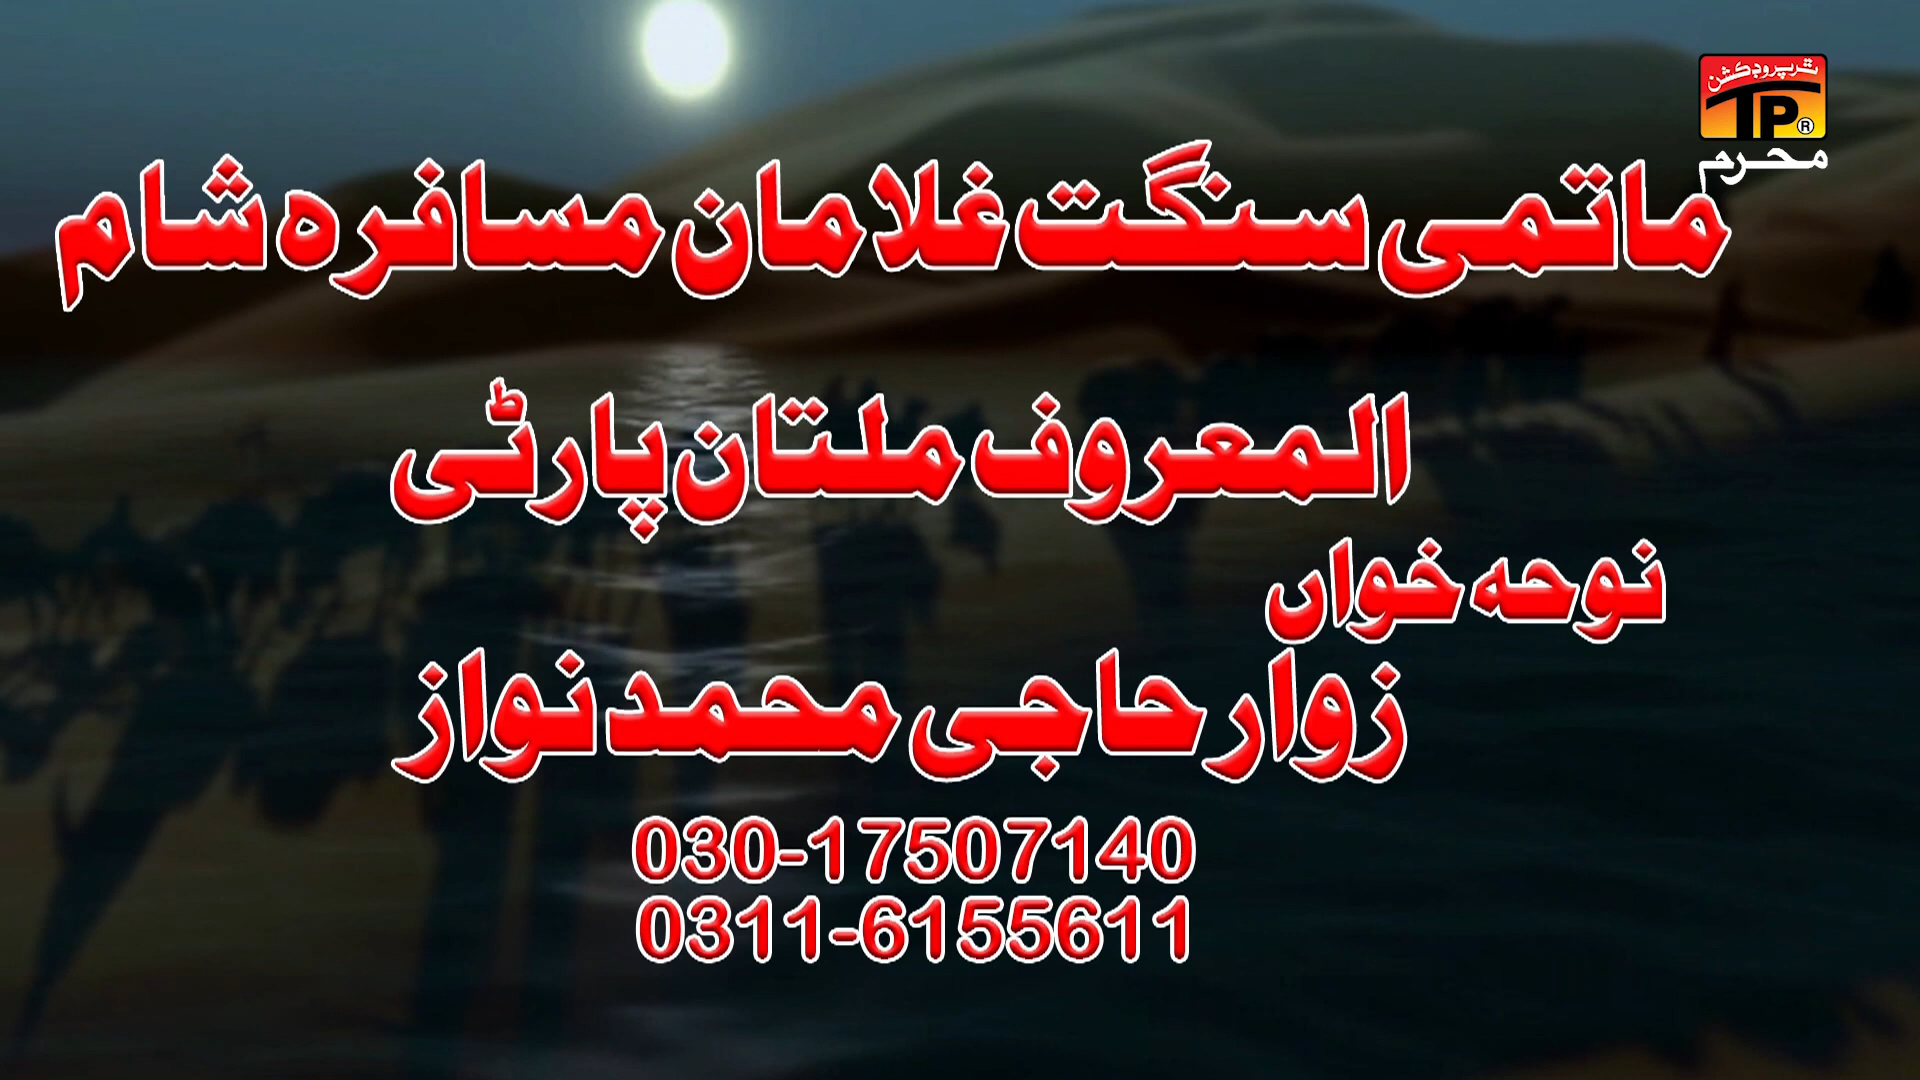 تھرپروڈکشن
TP®
محرم
ماتمی سنگت غلامان مسافرہ شام
المعروف ملتان پارٹی
نوحہ خواں
زوار حاجی محمد نواز
030-17507140
0311-6155611